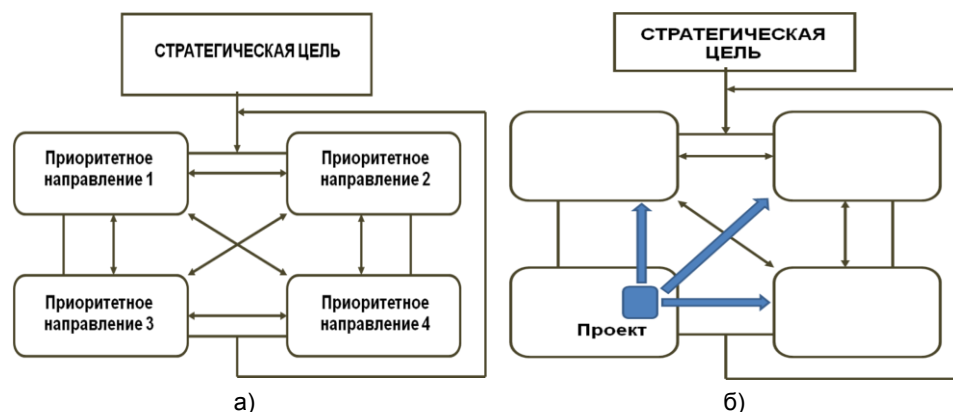 СТРАТЕГИЧЕСКАЯ ЦЕЛЬ
Приоритетное
направление 1
Приоритетное
направление 2
Приоритетное
направление 3
Приоритетное
направление 4
а)
СТРАТЕГИЧЕСКАЯ
ЦЕЛЬ
Проект
б)